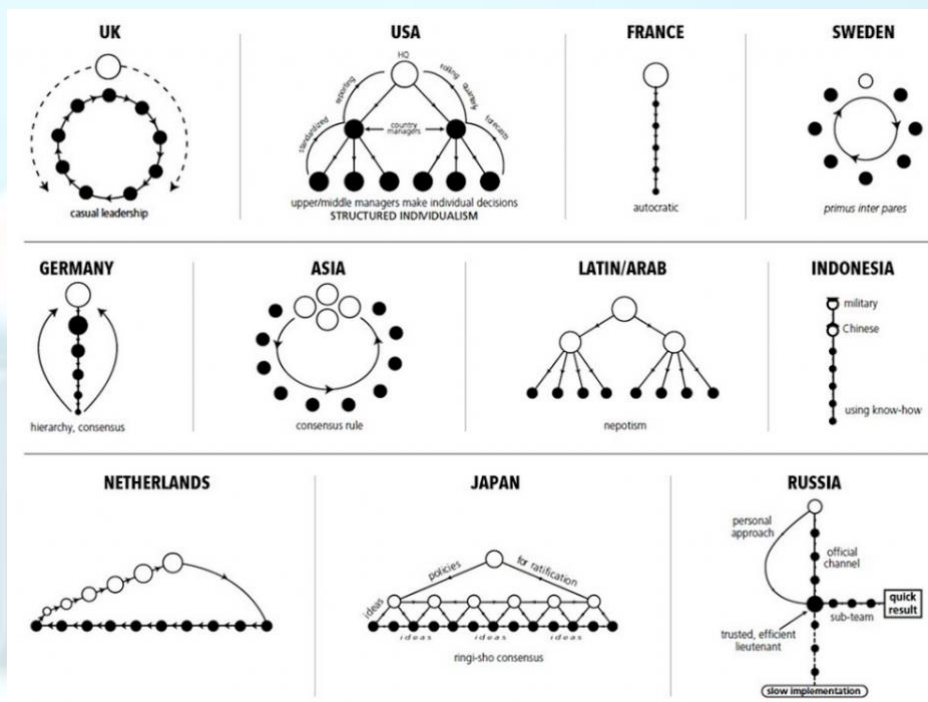 UK
USA
FRANCE
SWEDEN
HQ
reporting
rolling
quarterly
standardized
country
managers
forecasts
casual leadership
upper/middle managers make individual decisions
STRUCTURED INDIVIDUALISM
autocratic
primus inter pares
GERMANY
ASIA
LATIN/ARAB
INDONESIA
military
Chinese
using know-how
hierarchy, consensus
consensus rule
nepotism
NETHERLANDS
JAPAN
RUSSIA
personal
approach
official
channel
policies
for ratification
ideas
ideas
ideas
ideas
ringi-sho consensus
quick
result
sub-team
trusted, efficient
lieutenant
slow implementation